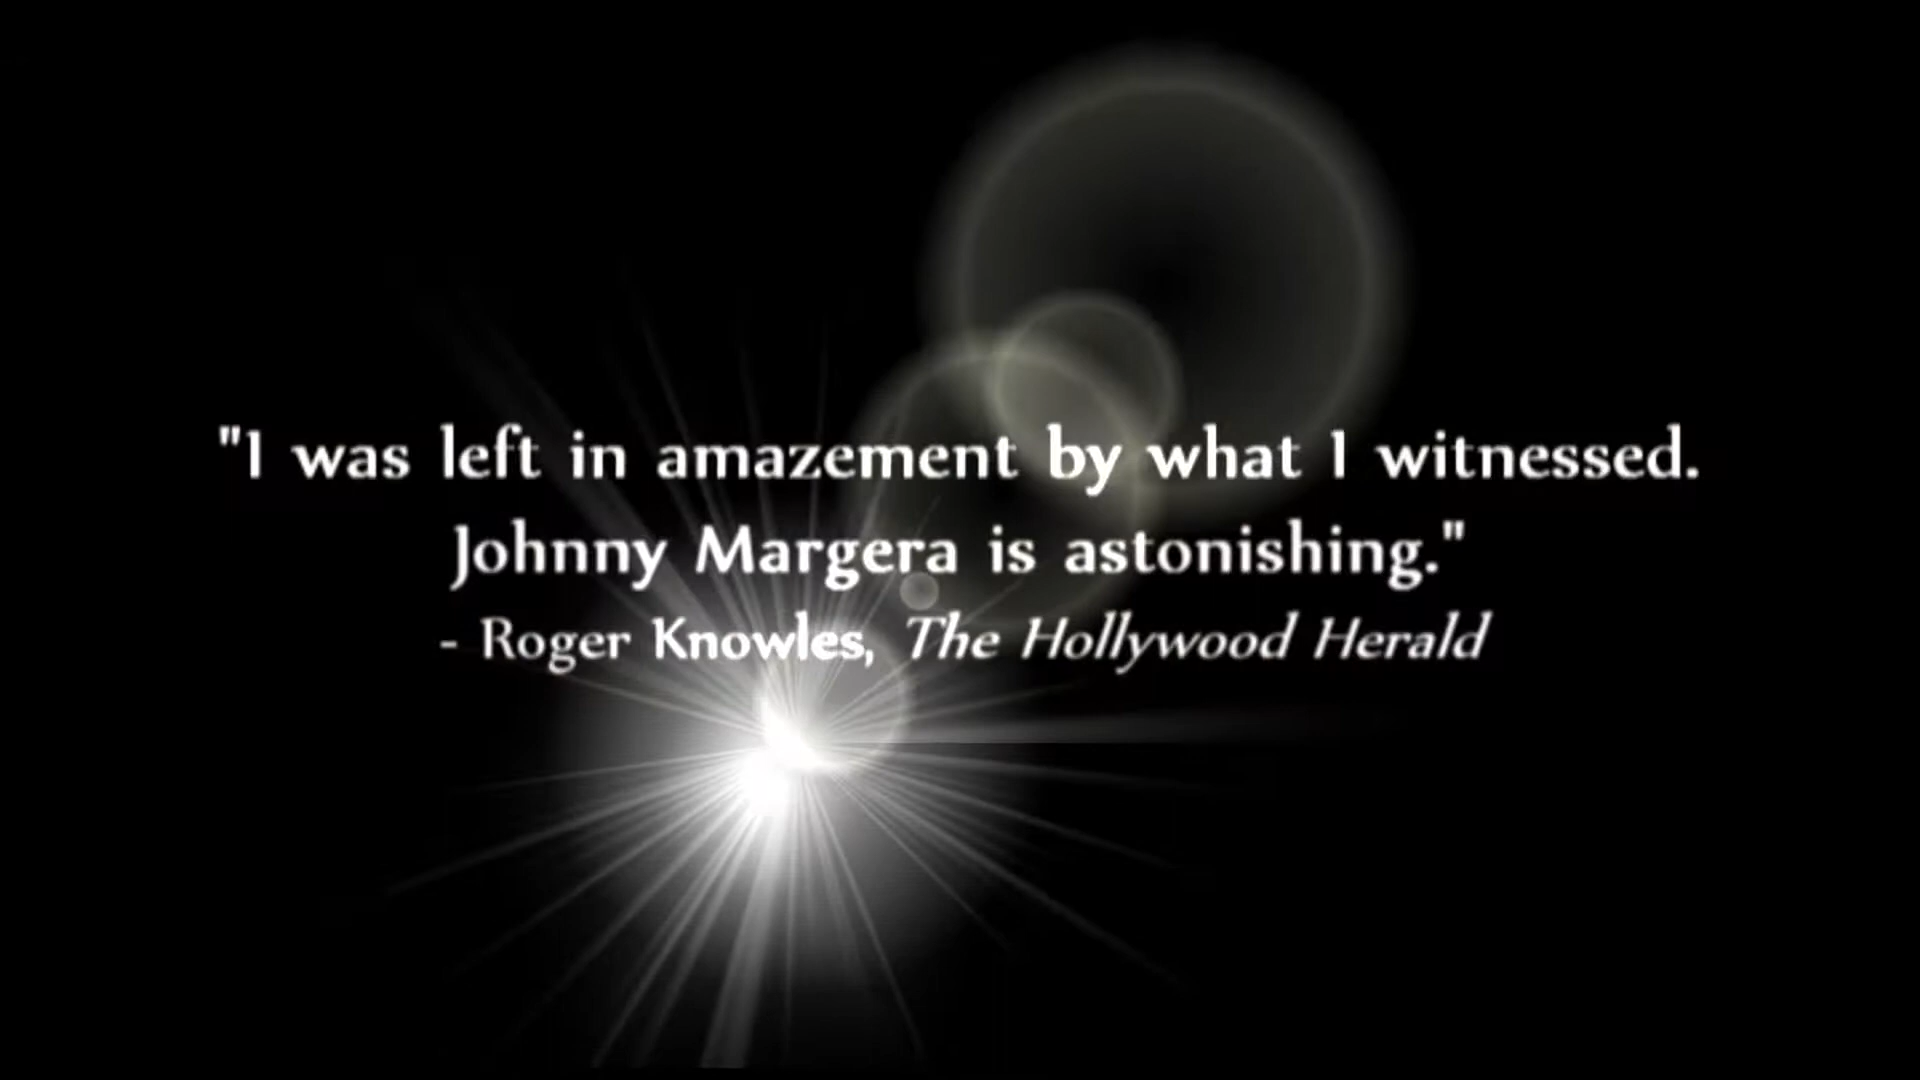 "I was left in amazement by what I witnessed.
Johnny Margera is astonishing."
- Roger Knowles, The Hollywood Herald